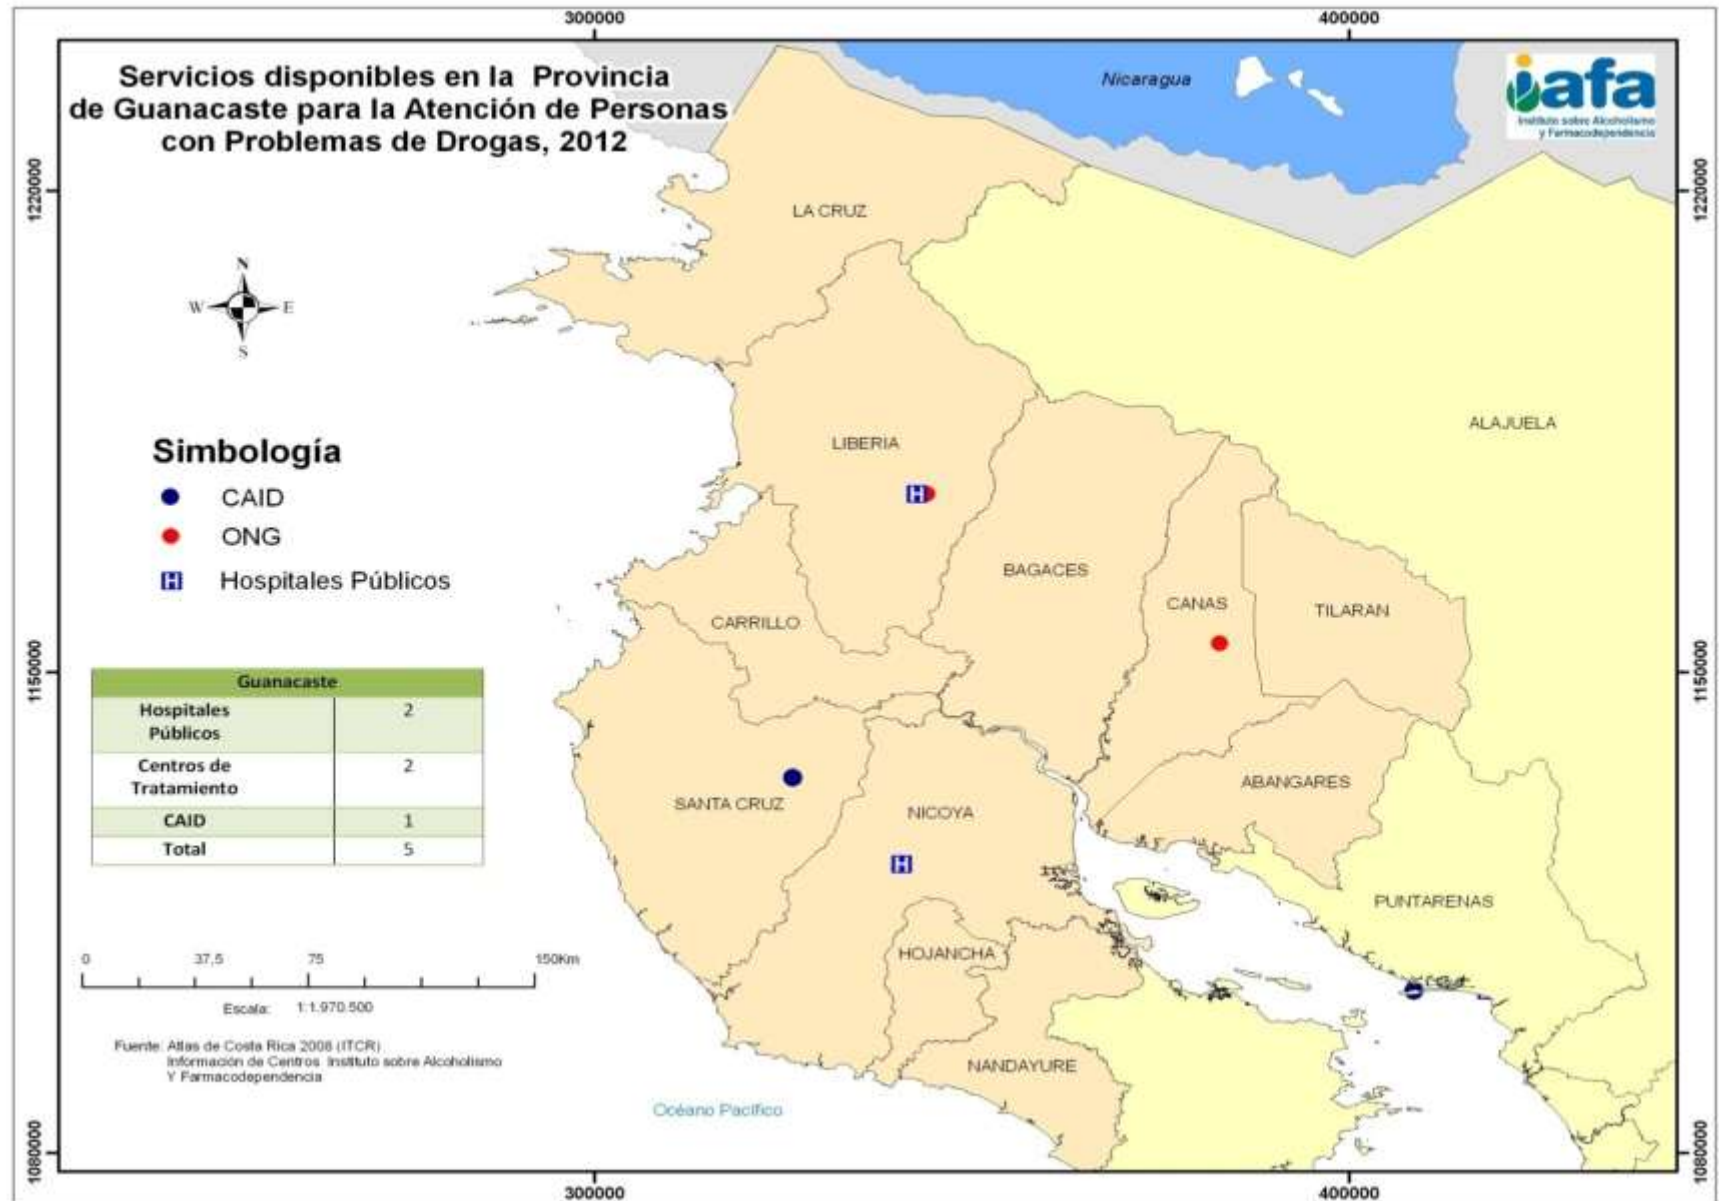 300000
400000
Servicios disponibles en la Provincia
de Guanacaste para la Atención de Personas
con Problemas de Drogas, 2012
Nicaragua
iafa
Instituto sobre Alcoholismo
y Farmacodependencia
1220000
1220000
LA CRUZ
N
W
E
S
ALAJUELA
LIBERIA
Simbología
CAID
ONG
H Hospitales Públicos
H
BAGACES
CANAS
TILARAN
CARRILLO
1150000
1150000
Guanacaste
Hospitales 2
Públicos
Centros de 2
Tratamiento
CAID 1
Total 5
SANTA CRUZ
NICOYA
ABANGARES
H
PUNTARENAS
HOJANCHA
0 37,5 75 150Km
Escala: 1:1.970.500
Fuente: Atlas de Costa Rica 2008 (ITCR)
Información de Centros Instituto sobre Alcoholismo
Y Farmacodependencia
NANDAYURE
Océano Pacífico
1080000
1080000
300000
400000